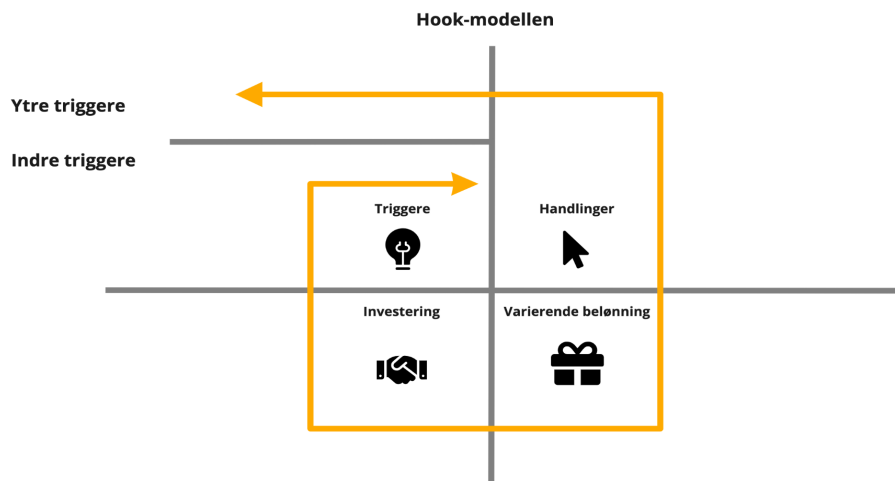 Hook-modellen
Ytre triggere
Indre triggere
Triggere
Handlinger
Investering
Varierende belønning